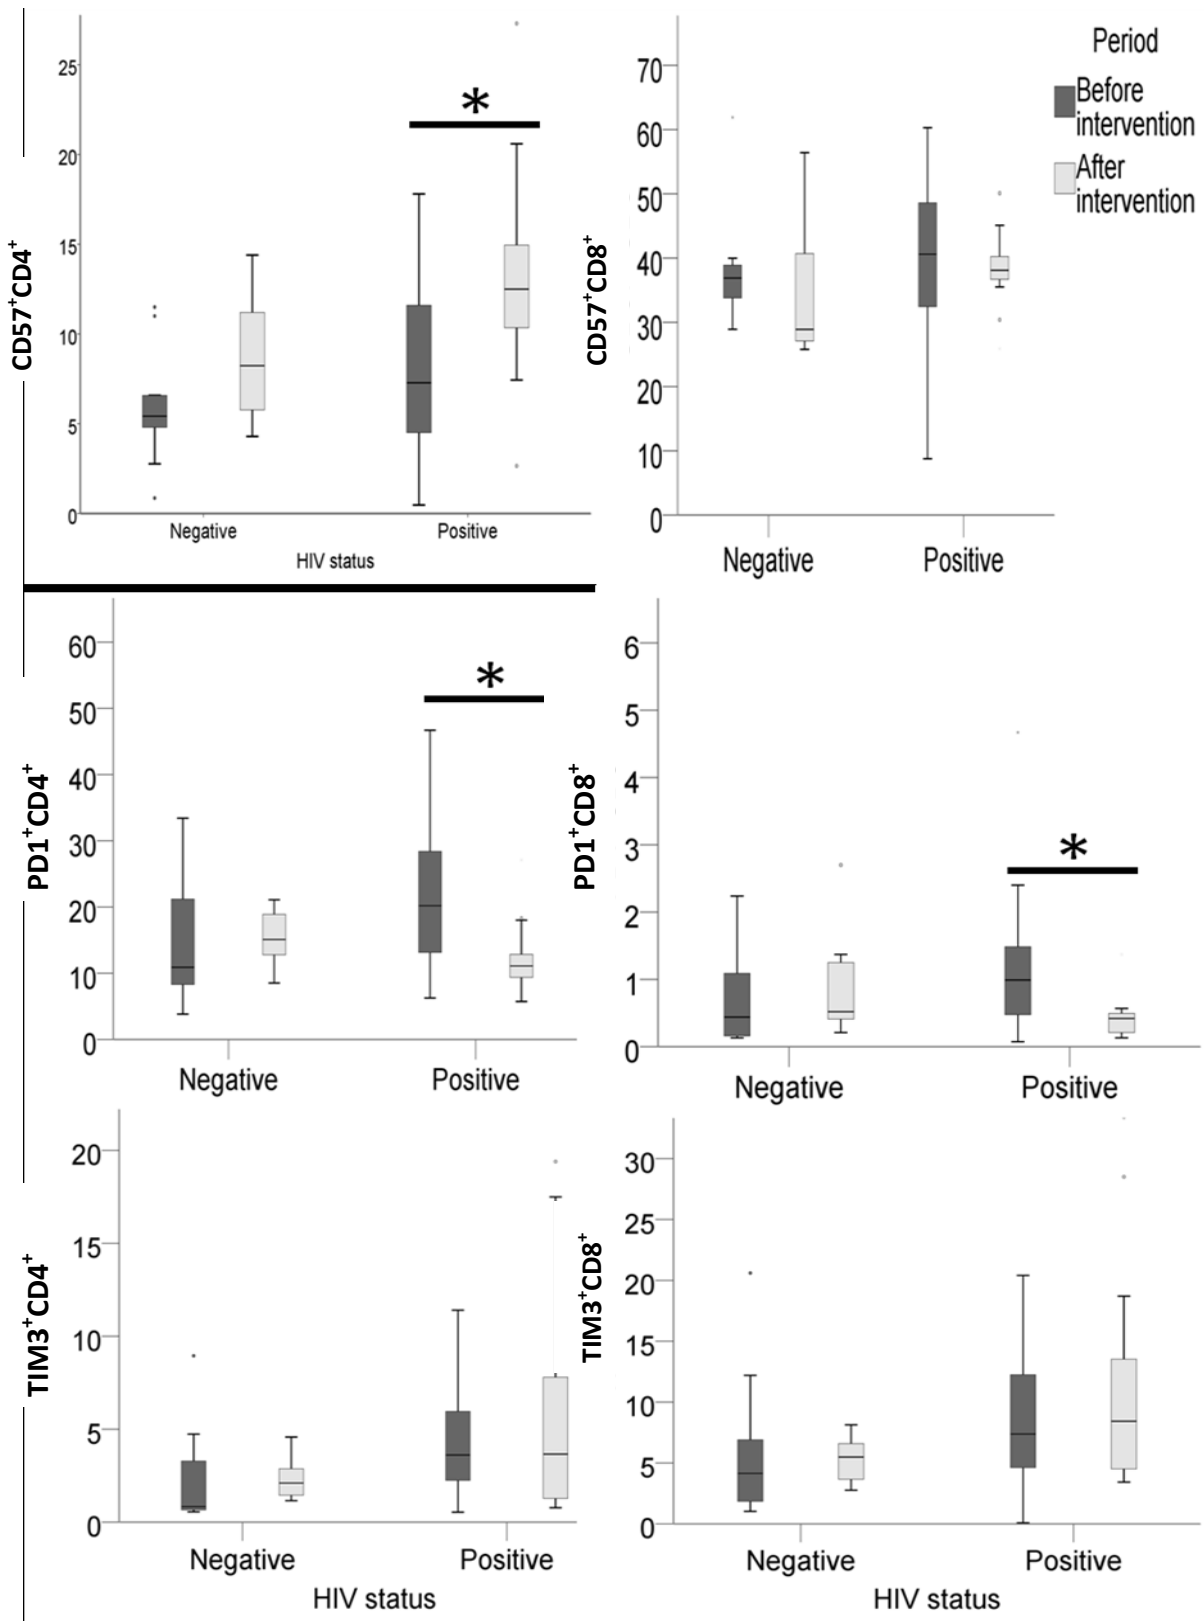 25
20
15
10
5
0
CD57⁺CD4⁺
*
Negative
Positive
HIV status
70
60
50
40
30
20
10
0
CD57⁺CD8⁺
Negative
Positive
Period
Before
intervention
After
intervention
60
50
40
30
20
10
0
PD1⁺CD4⁺
*
Negative
Positive
6
5
4
3
2
1
0
PD1⁺CD8⁺
*
Negative
Positive
20
15
10
5
0
TIM3⁺CD4⁺
Negative
Positive
HIV status
30
25
20
15
10
5
0
TIM3⁺CD8⁺
Negative
Positive
HIV status